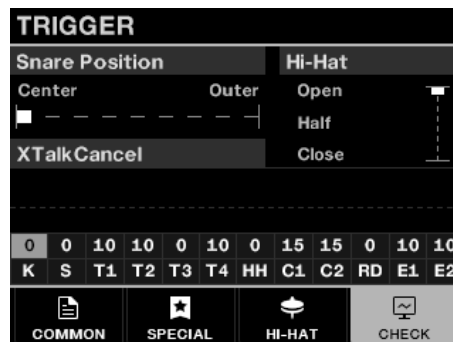 TRIGGER
Snare Position
Hi-Hat
Center Outer
Open
Half
Close
XTalkCancel
0 0 10 10 0 10 0 15 15 0 10 10
K S T1 T2 T3 T4 HH C1 C2 RD E1 E2
COMMON SPECIAL HI-HAT CHECK